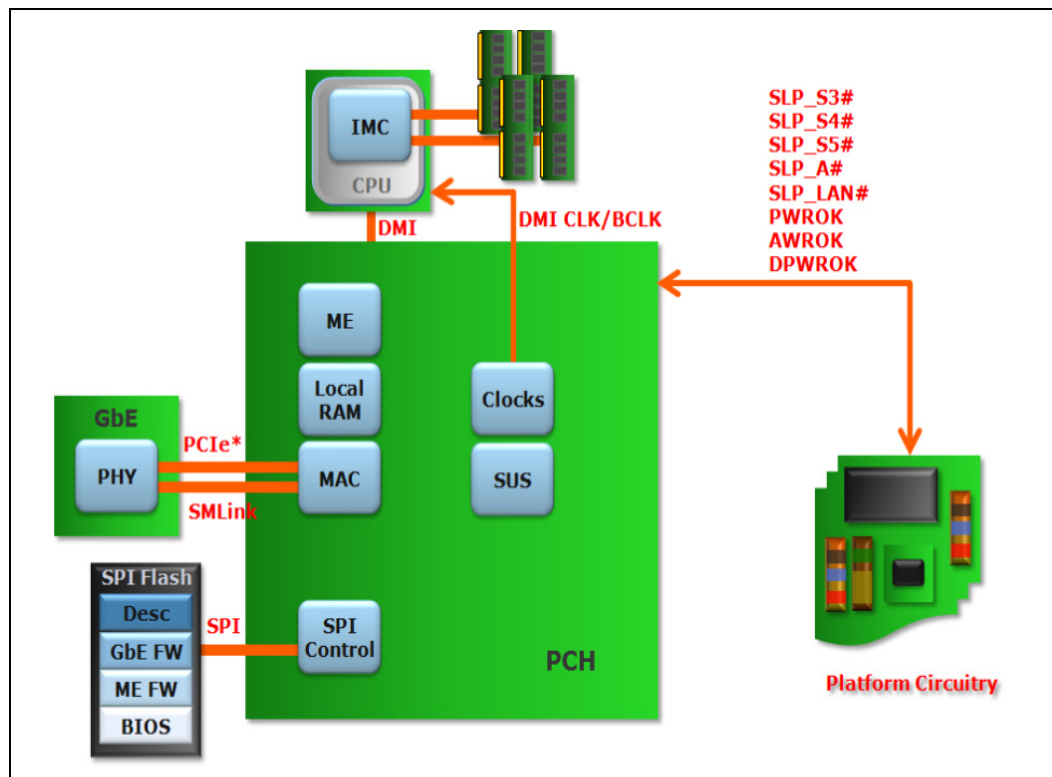 IMC
CPU
SLP_S3#
SLP_S4#
SLP_S5#
SLP_A#
SLP_LAN#
PWROK
AWROK
DPWROK
DMI
DMI CLK/BCLK
ME
Local
RAM
Clocks
GbE
PHY
PCIe*
SMLink
MAC
SUS
SPI Flash
Desc
GbE FW
ME FW
BIOS
SPI
SPI
Control
PCH
Platform Circuitry